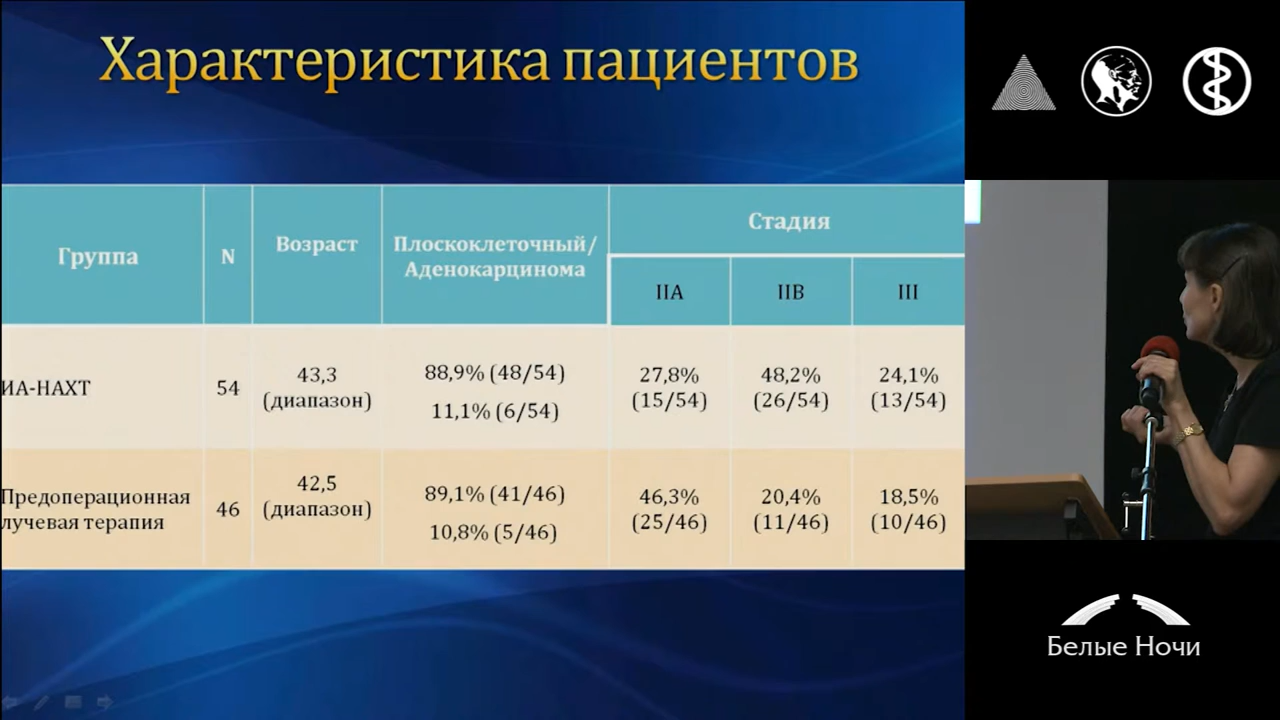 Характеристика пациентов
Группа
N
Возраст
Плоскоклеточный/
Аденокарцинома
Стадия
IIA
IIB
III
ИА-НАХТ
54
43,3
(диапазон)
88,9% (48/54)
11,1% (6/54)
27,8%
(15/54)
48,2%
(26/54)
24,1%
(13/54)
Предоперационная
лучевая терапия
46
42,5
(диапазон)
89,1% (41/46)
10,8% (5/46)
46,3%
(25/46)
20,4%
(11/46)
18,5%
(10/46)
Белые Ночи